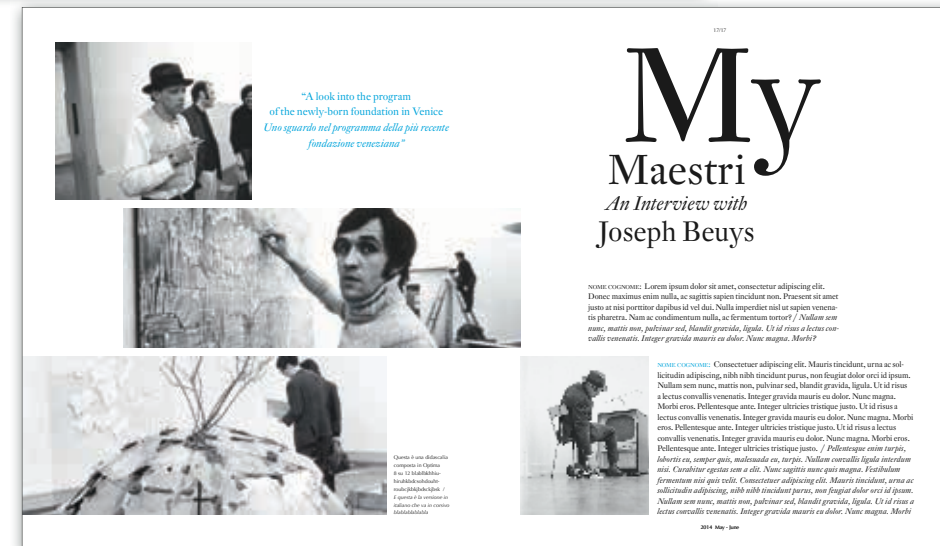 17/17
My
Maestri
An Interview with
Joseph Beuys
“A look into the program
of the newly-born foundation in Venice
Uno sguardo nel programma della più recente
fondazione veneziana”
NOME COGNOME: Lorem ipsum dolor sit amet, consectetur adipiscing elit.
Donec maximus enim nulla, ac sagittis sapien tincidunt non. Praesent sit amet
justo at nisi porttitor dapibus id vel dui. Nulla imperdiet nisl ut sapien venena-
tis pharetra. Nam ac condimentum nulla, ac fermentum tortor? / Nullam sem
nunc, mattis non, pulvinar sed, blandit gravida, ligula. Ut id risus a lectus con-
vallis venenatis. Integer gravida mauris eu dolor. Nunc magna. Morbi?
NOME COGNOME: Consectetuer adipiscing elit. Mauris tincidunt, urna ac sol-
licitudin adipiscing, nibh nibh tincidunt purus, non feugiat dolor orci id ipsum.
Nullam sem nunc, mattis non, pulvinar sed, blandit gravida, ligula. Ut id risus
a lectus convallis venenatis. Integer gravida mauris eu dolor. Nunc magna.
Morbi eros. Pellentesque ante. Integer ultricies tristique justo. Ut id risus a
lectus convallis venenatis. Integer gravida mauris eu dolor. Nunc magna. Morbi
eros. Pellentesque ante. Integer ultricies tristique justo. Ut id risus a lectus
convallis venenatis. Integer gravida mauris eu dolor. Nunc magna. Morbi eros.
Pellentesque ante. Integer ultricies tristique justo. / Pellentesque enim turpis,
lobortis eu, semper quis, malesuada eu, turpis. Nullam convallis ligula interdum
nisi. Curabitur egestas sem a elit. Nunc sagittis nunc quis magna. Vestibulum
fermentum nisi quis velit. Consectetuer adipiscing elit. Mauris tincidunt, urna ac
sollicitudin adipiscing, nibh nibh tincidunt purus, non feugiat dolor orci id ipsum.
Nullam sem nunc, mattis non, pulvinar sed, blandit gravida, ligula. Ut id risus a
lectus convallis venenatis. Integer gravida mauris eu dolor. Nunc magna. Morbi
Questa è una didascalia
composta in Optima
8 su 12
E questa è la versione in
italiano che va in corsivo
2014 May - June